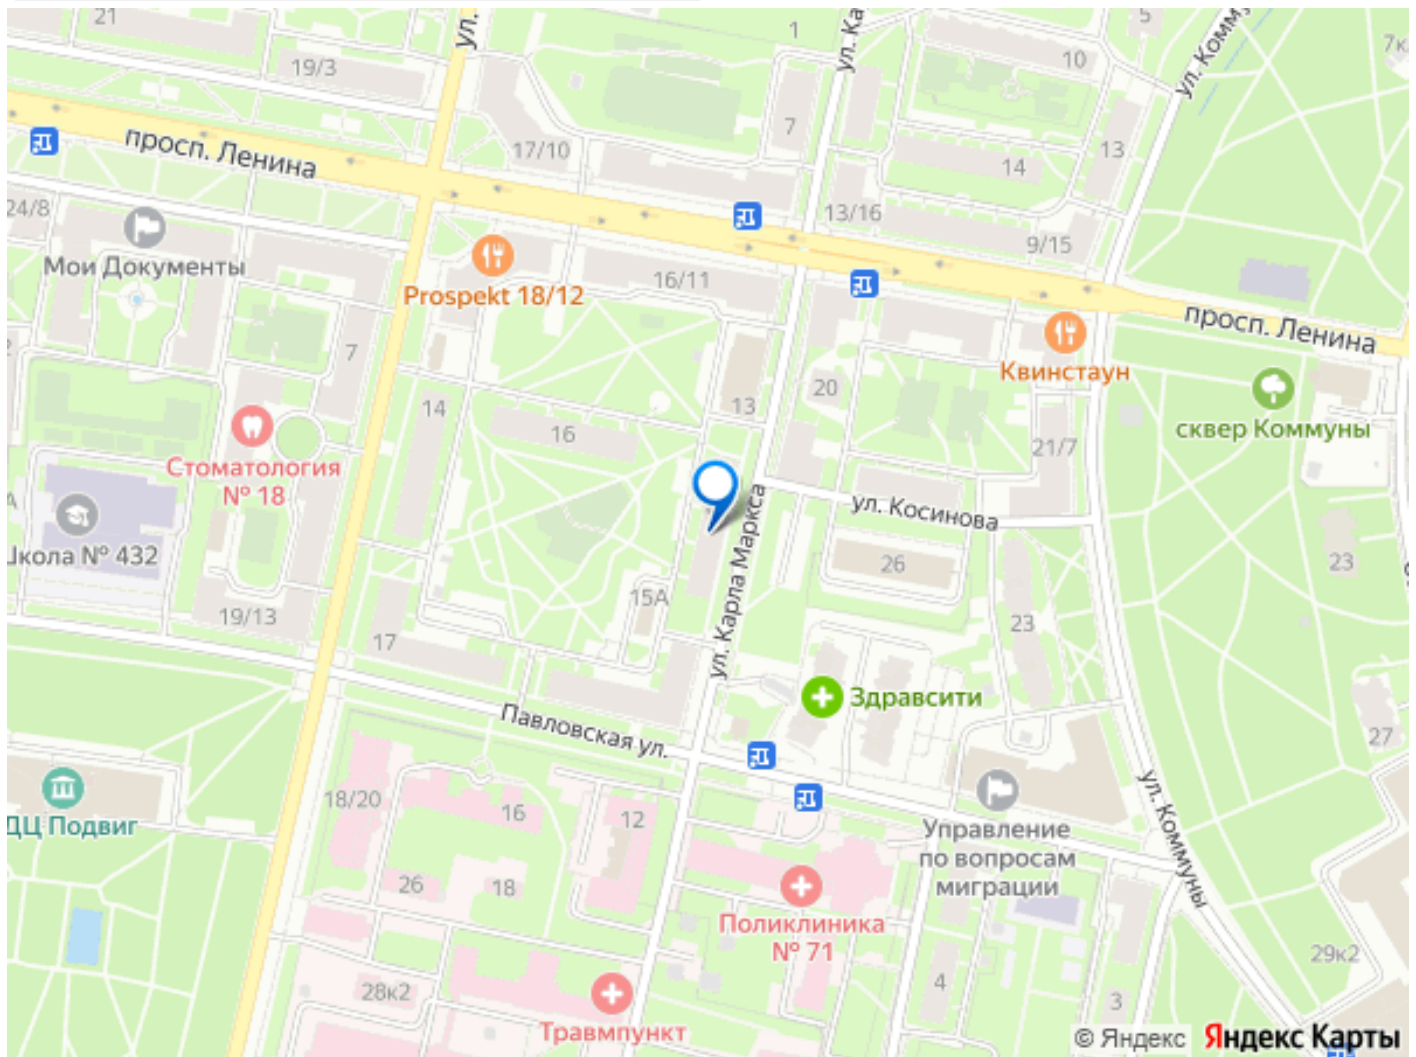 21
19/3
ул.
1
ул. Ка
5
ул. Комму
10
7к
просп. Ленина
17/10
7
14
13
24/8
13/16
9/15
Мои Документы
Prospekt 18/12
16/11
просп. Ленина
Квинстаун
7
14
16
13
20
21/7
сквер Коммуны
Стоматология
№ 18
ул. Косинова
Школа № 432
ул. Карла Маркса
26
23
15А
19/13
17
23
Здравсити
Павловская ул.
27
18/20
16
12
ДЦ Подвиг
Управление
по вопросам
миграции
ул. Коммуны
26
18
Поликлиника
№ 71
28к2
4
3
29к2
Травмпункт
© Яндекс Яндекс Карты